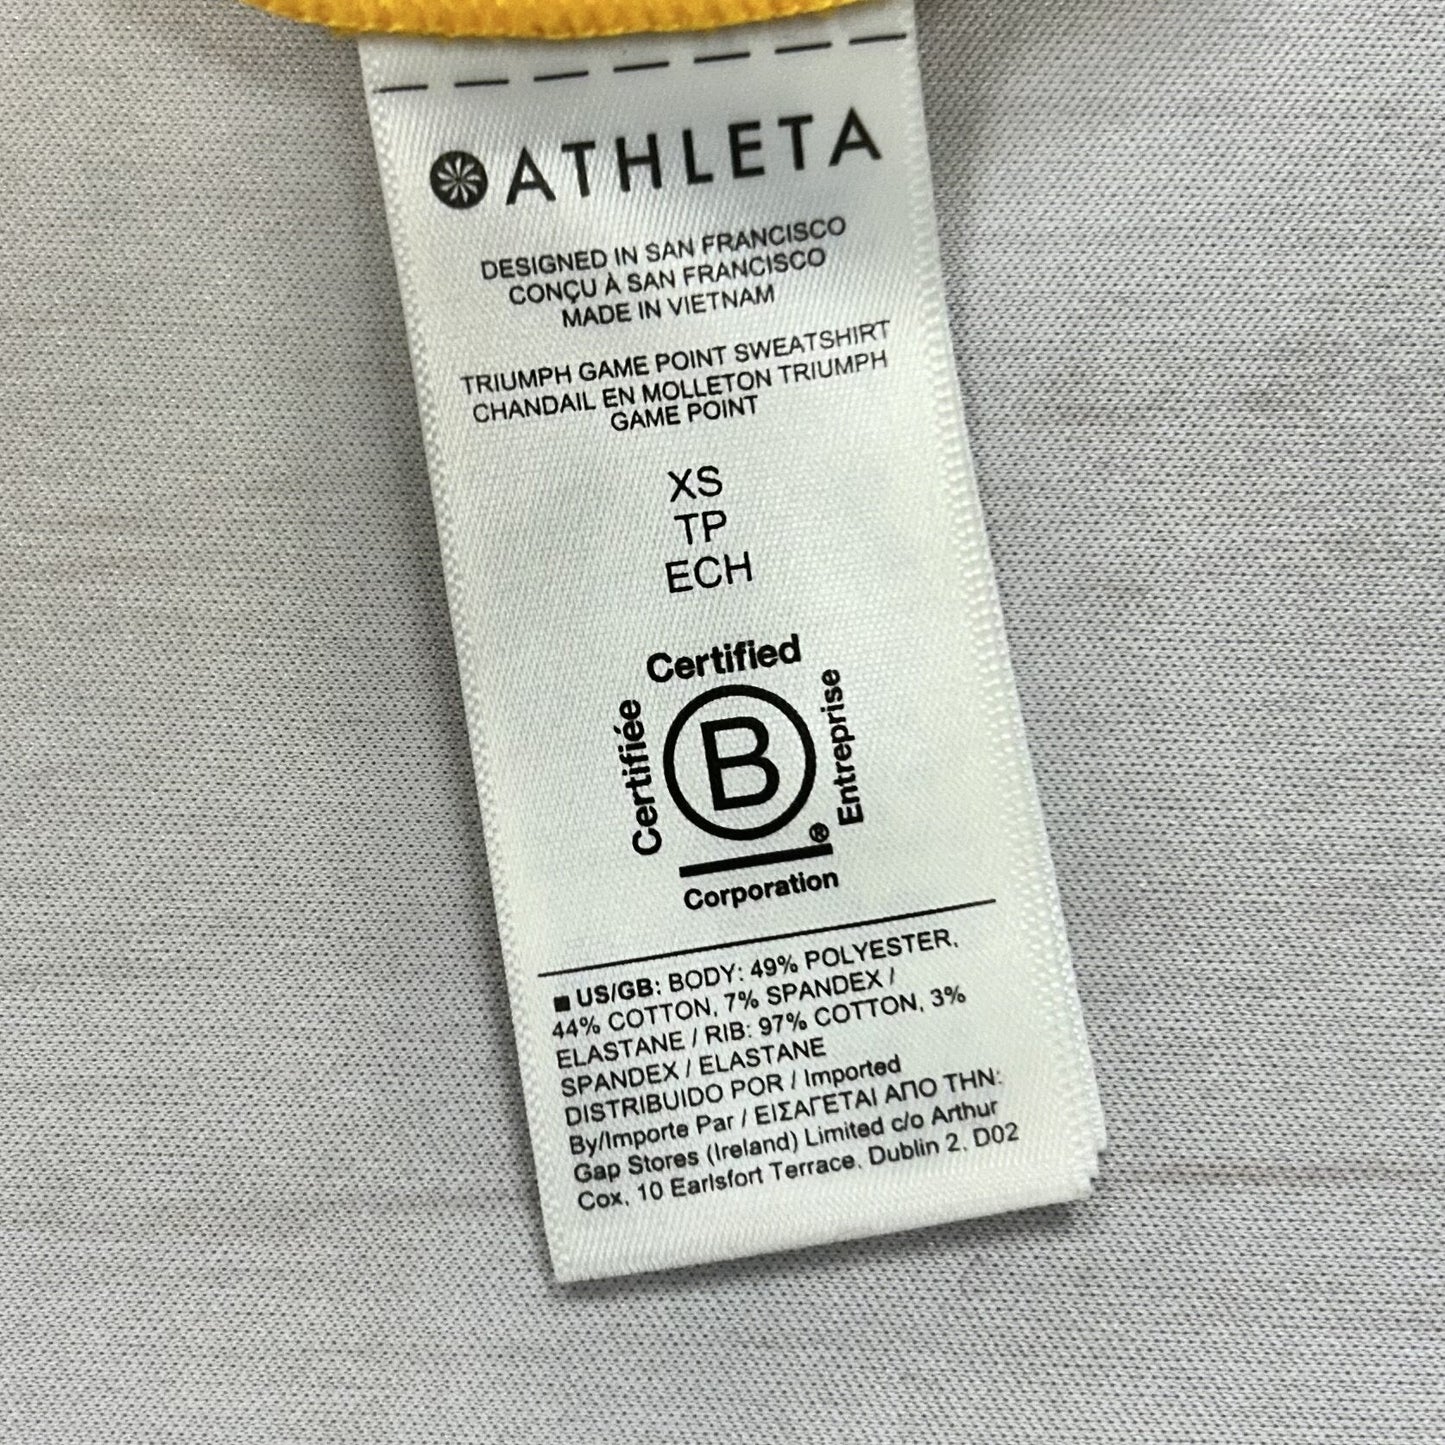 ATHLETA
DESIGNED IN SAN FRANCISCO
CONÇU À SAN FRANCISCO
MADE IN VIETNAM
TRIUMPH GAME POINT SWEATSHIRT
CHANDAIL EN MOLLETON TRIUMPH
GAME POINT
XS
TP
ECH
Certified
Certifiée
B
Entreprise
®
Corporation
■ US/GB: BODY: 49% POLYESTER,
44% COTTON, 7% SPANDEX /
ELASTANE / RIB: 97% COTTON, 3%
SPANDEX / ELASTANE
DISTRIBUIDO POR / Imported
By/Importe Par / ΕΙΣΑΓΕΤΑΙ ΑΠΟ ΤΗΝ:
Gap Stores (Ireland) Limited c/o Arthur
Cox, 10 Earlsfort Terrace, Dublin 2, D02